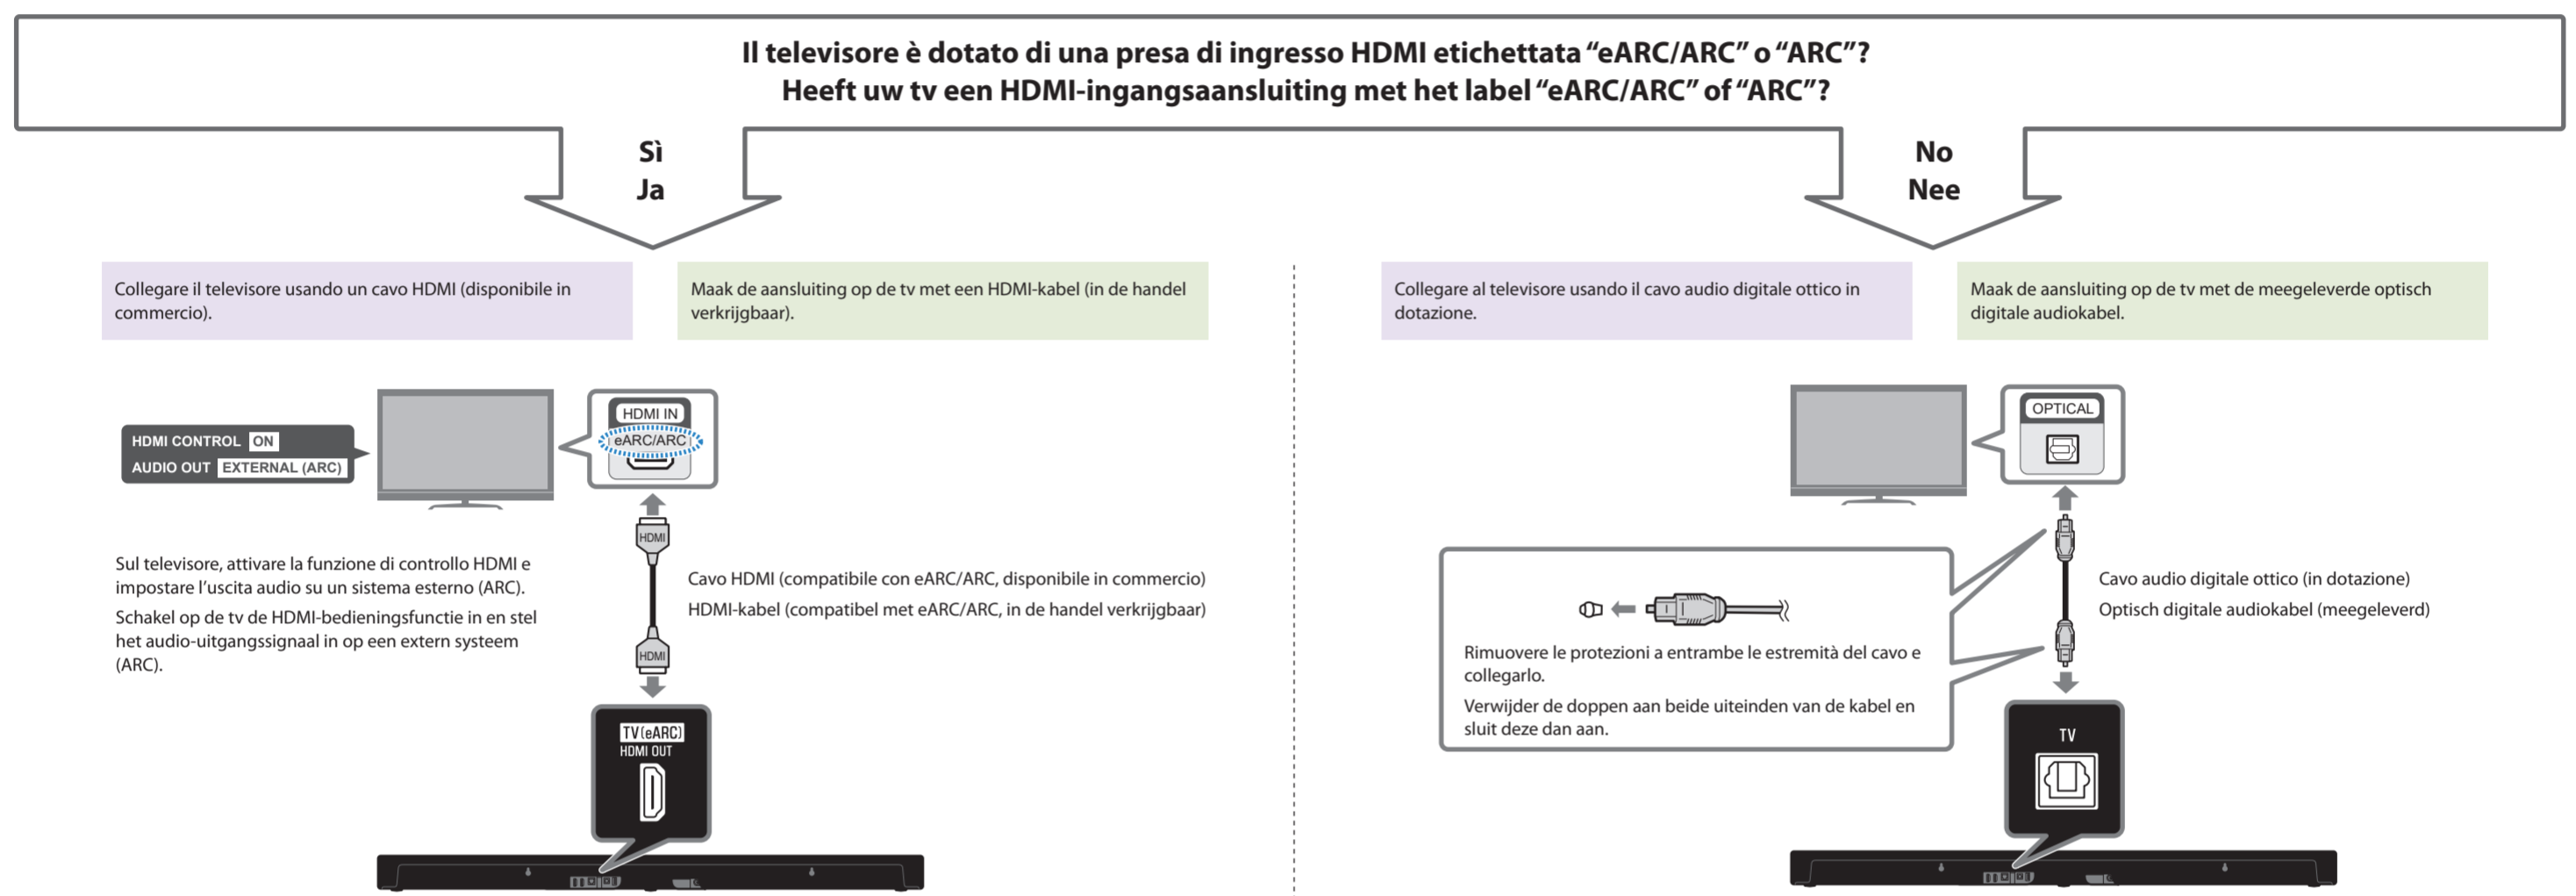 Il televisore è dotato di una presa di ingresso HDMI etichettata “eARC/ARC” o “ARC”?
Heeft uw tv een HDMI-ingangsaansluiting met het label “eARC/ARC” of “ARC”?
Sì
Ja
No
Nee
Collegare il televisore usando un cavo HDMI (disponibile in
commercio).
Maak de aansluiting op de tv met een HDMI-kabel (in de handel
verkrijgbaar).
HDMI CONTROL ON
AUDIO OUT EXTERNAL (ARC)
HDMI IN
eARC/ARC
HDMI
Sul televisore, attivare la funzione di controllo HDMI e
impostare l’uscita audio su un sistema esterno (ARC).
Schakel op de tv de HDMI-bedieningsfunctie in en stel
het audio-uitgangssignaal in op een extern systeem
(ARC).
Cavo HDMI (compatibile con eARC/ARC, disponibile in commercio)
HDMI-kabel (compatibel met eARC/ARC, in de handel verkrijgbaar)
HDMI
TV(eARC)
HDMI OUT
Collegare al televisore usando il cavo audio digitale ottico in
dotazione.
Maak de aansluiting op de tv met de meegeleverde optisch
digitale audiokabel.
OPTICAL
Cavo audio digitale ottico (in dotazione)
Optisch digitale audiokabel (meegeleverd)
Rimuovere le protezioni a entrambe le estremità del cavo e
collegarlo.
Verwijder de doppen aan beide uiteinden van de kabel en
sluit deze dan aan.
TV